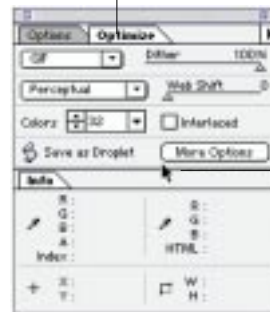 Options Optimize
GIF Dither 100%
Perceptual Web Shift 0
Colors 32 Interlaced
Save as Droplet More Options
Info
R: R:
G: G:
B: B:
A: HTML:
Index:
X: W:
Y: H: